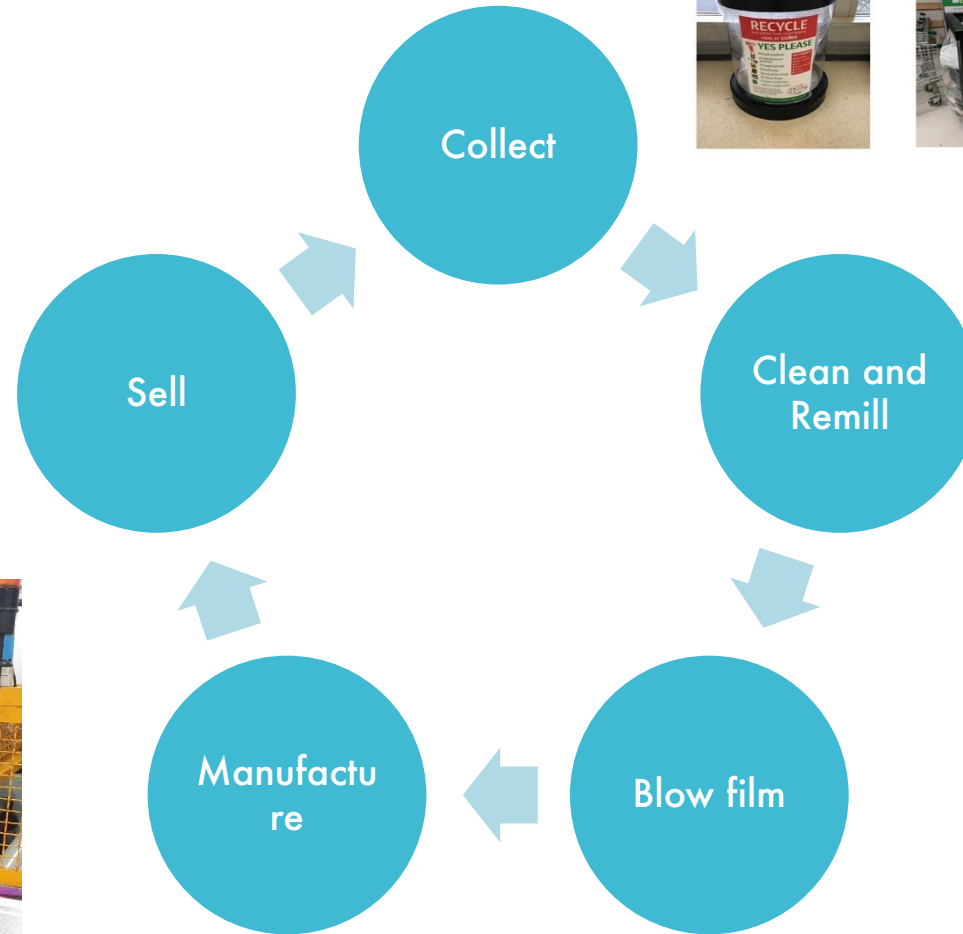 RECYCLE
YES PLEASE
Collect
Clean and
Remill
Sell
Manufactu
re
Blow film